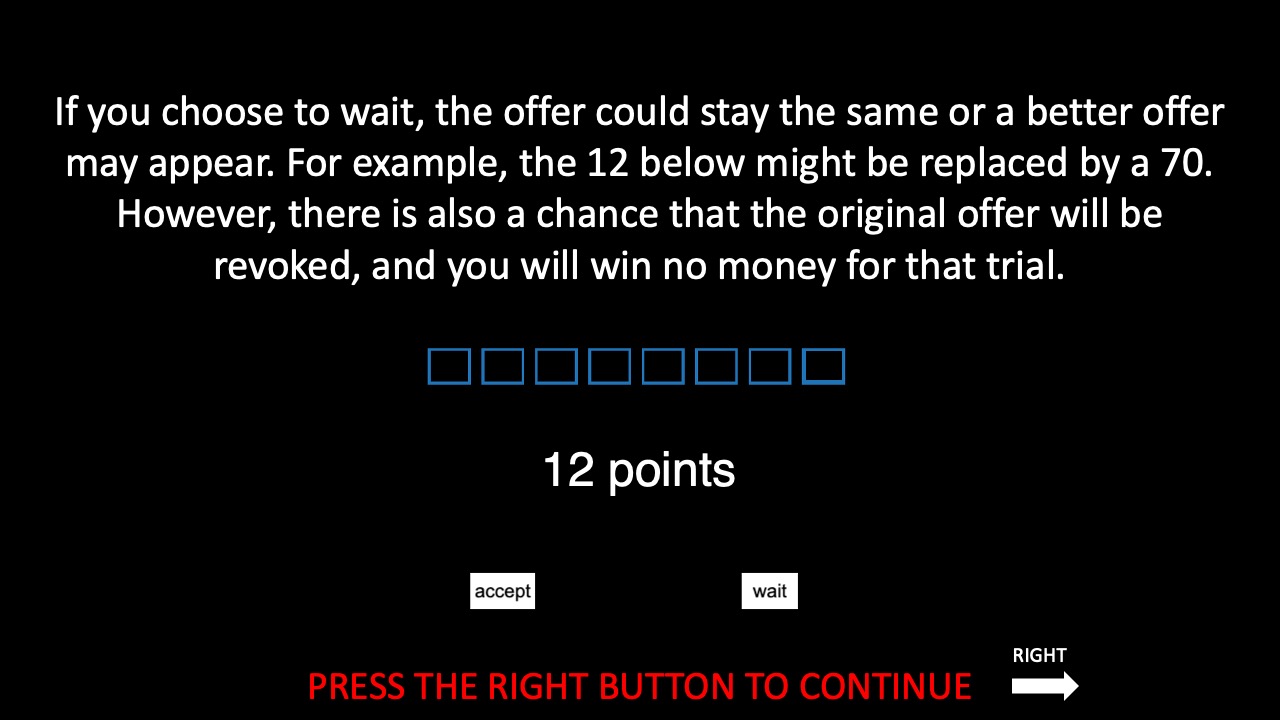 If you choose to wait, the offer could stay the same or a better offer
may appear. For example, the 12 below might be replaced by a 70.
However, there is also a chance that the original offer will be
revoked, and you will win no money for that trial.
12 points
accept
wait
RIGHT
PRESS THE RIGHT BUTTON TO CONTINUE